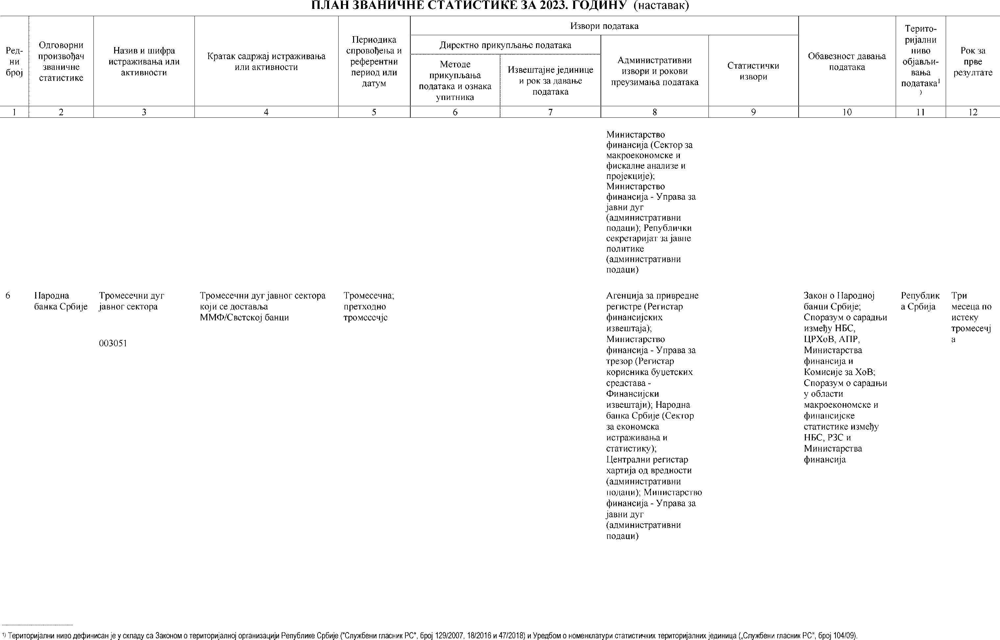 ПЛАН ЗВАНИЧНЕ СТАТИСТИКЕ ЗА 2023. ГОДИНУ (наставак)
Ред-
ни
број
Одговорни
произвођач
званичне
статистике
Назив и шифра
истраживања или
активности
Кратак садржај истраживања
или активности
Периодика
спровођења и
референтни
период или
датум
Извори података
Директно прикупљање података
Методе
прикупљања
података и ознака
упитника
Извештајне јединице
и рок за давање
података
Административни
извори и рокови
преузимања података
Статистички
извори
Обавезност давања
података
Терито-
ријални
ниво
објављи-
вања
података¹
)
Рок за
прве
резултате
1 2 3 4 5 6 7 8 9 10 11 12
Министарство
финансија (Сектор за
макроекономске и
фискалне анализе и
пројекције);
Министарство
финансија - Управа за
јавни дуг
(административни
подаци); Републички
секретаријат за јавне
политике
(административни
подаци)
6
Народна
банка Србије
Тромесечни дуг
јавног сектора
003051
Тромесечни дуг јавног сектора
који се доставља
ММФ/Светској банци
Тромесечна;
претходно
тромесечје
Агенција за привредне
регистре (Регистар
финансијских
извештаја);
Министарство
финансија - Управа за
трезор (Регистар
корисника буџетских
средстава -
Финансијски
извештаји); Народна
банка Србије (Сектор
за економска
истраживања и
статистику);
Централни регистар
хартија од вредности
(административни
подаци); Министарство
финансија - Управа за
јавни дуг
(административни
подаци)
Закон о Народној
банци Србије;
Споразум о сарадњи
између НБС,
ЦРХоВ, АПР,
Министарства
финансија и
Комисије за ХоВ;
Споразум о сарадњи
у области
макроекономске и
финансијске
статистике између
НБС, РЗС и
Министарства
финансија
Републик
а Србија
Три
месеца по
истеку
тромесечј
а
¹⁾ Територијални ниво дефинисан је у складу са Законом о територијалној организацији Републике Србије ("Службени гласник РС", број 129/2007, 18/2016 и 47/2018) и Уредбом о номенклатури статистичких територијалних јединица („Службени гласник РС", број 104/09).